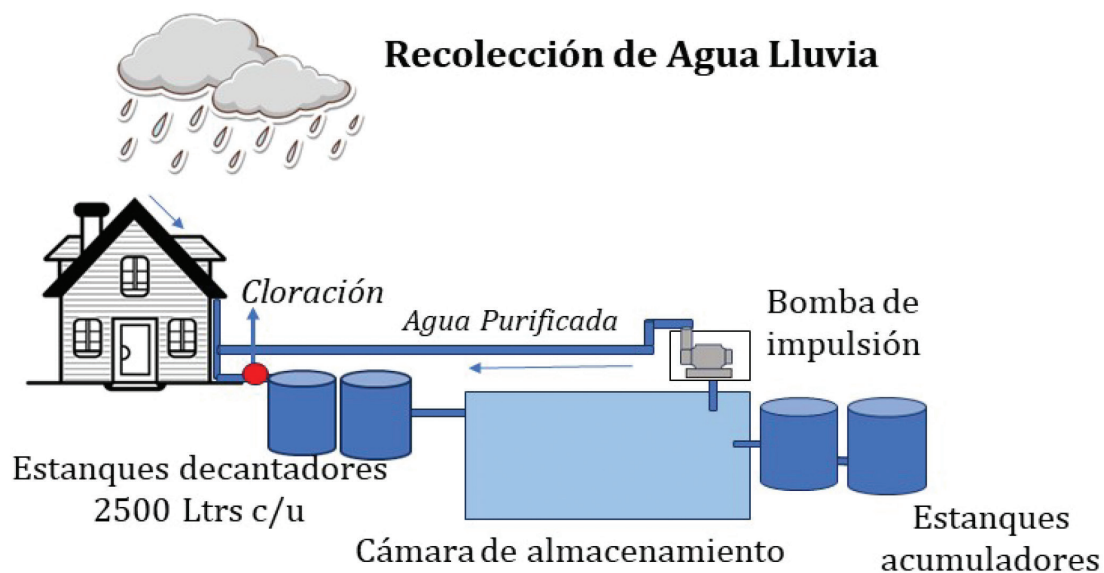 Recolección de Agua Lluvia
Cloración
Agua Purificada
Bomba de
impulsión
Estanques decantadores
2500 Ltrs c/u
Cámara de almacenamiento
Estanques
acumuladores